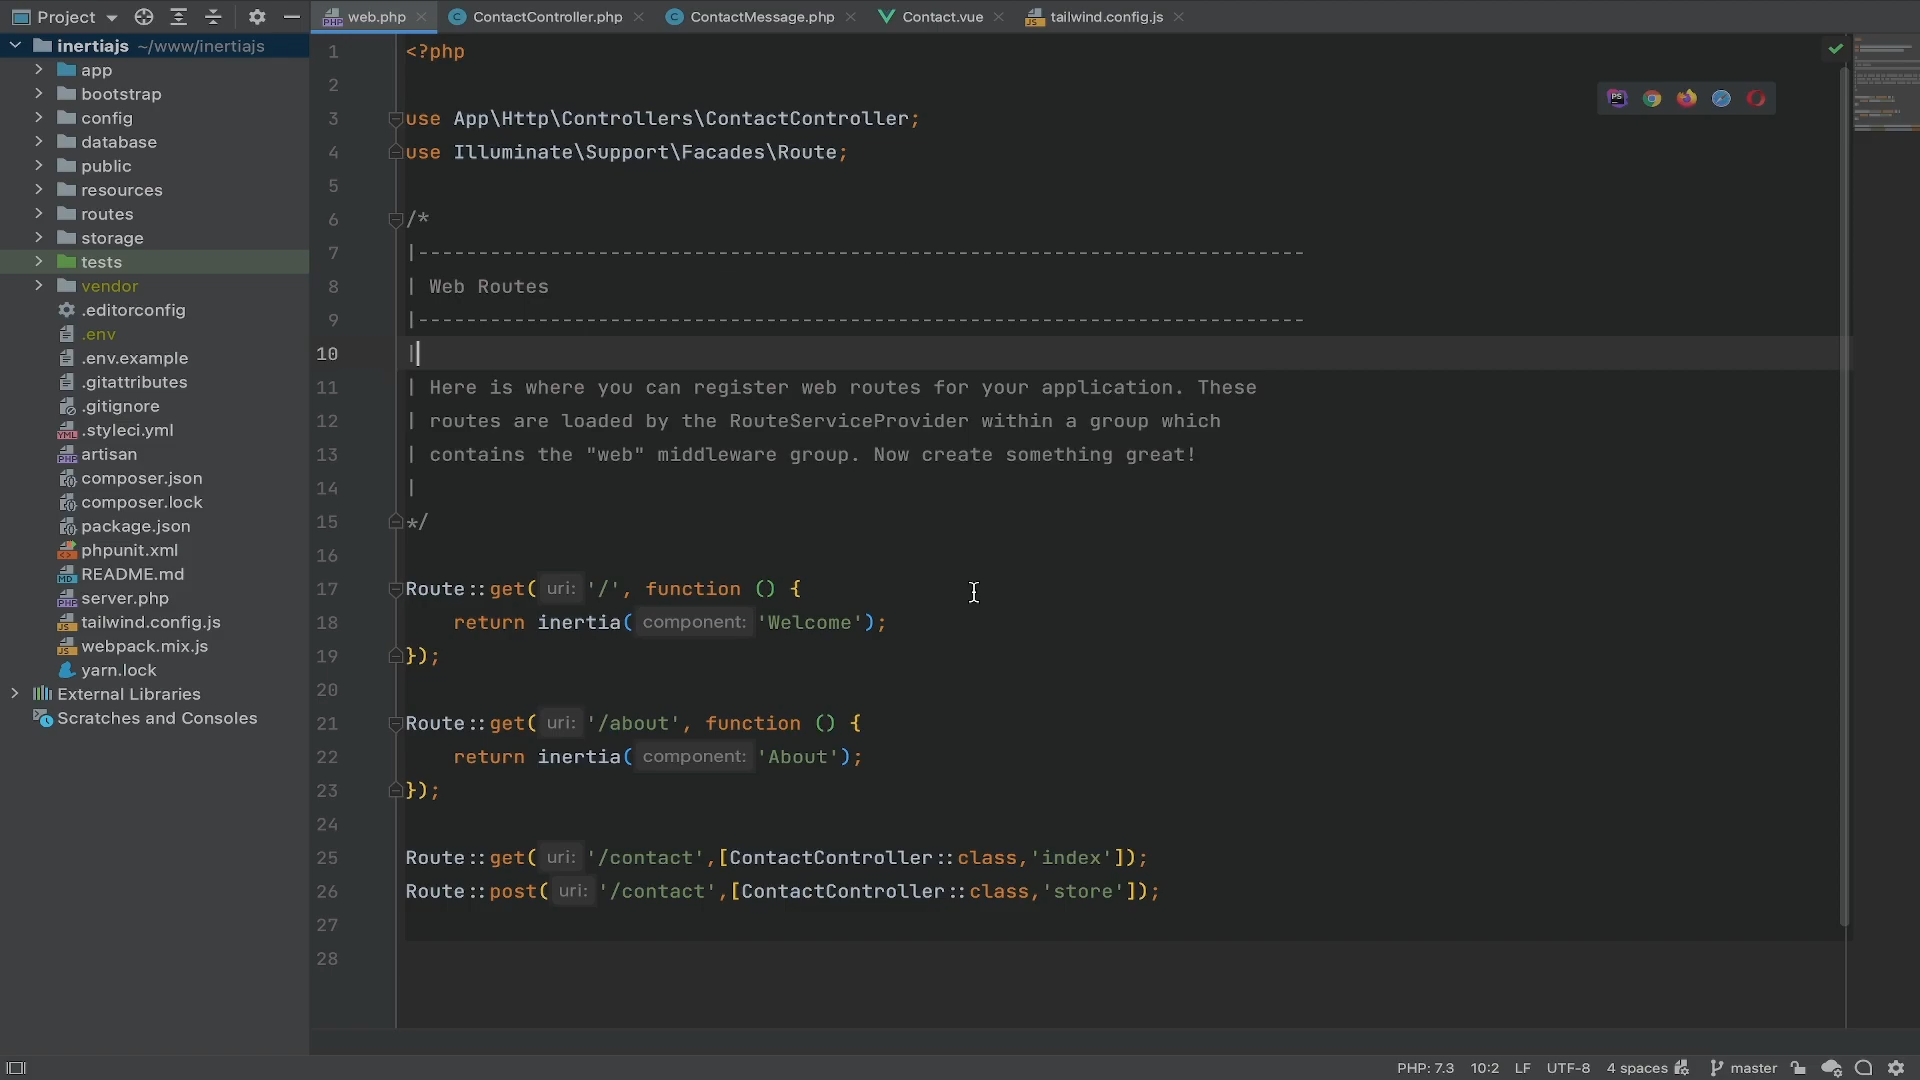 Project
web.php
ContactController.php
ContactMessage.php
Contact.vue
tailwind.config.js
inertiajs ~/www/inertiajs
app
bootstrap
config
database
public
resources
routes
storage
tests
vendor
.editorconfig
.env
.env.example
.gitattributes
.gitignore
.styleci.yml
artisan
composer.json
composer.lock
package.json
phpunit.xml
README.md
server.php
tailwind.config.js
webpack.mix.js
yarn.lock
External Libraries
Scratches and Consoles
1 <?php
2
3 use App\Http\Controllers\ContactController;
4 use Illuminate\Support\Facades\Route;
5
6 /*
7 |--------------------------------------------------------------------------
8 | Web Routes
9 |--------------------------------------------------------------------------
10 |
11 | Here is where you can register web routes for your application. These
12 | routes are loaded by the RouteServiceProvider within a group which
13 | contains the "web" middleware group. Now create something great!
14 |
15 */
16
17 Route::get( uri: '/', function () {
18 return inertia( component: 'Welcome');
19 });
20
21 Route::get( uri: '/about', function () {
22 return inertia( component: 'About');
23 });
24
25 Route::get( uri: '/contact',[ContactController::class,'index']);
26 Route::post( uri: '/contact',[ContactController::class,'store']);
27
28
PHP: 7.3 10:2 LF UTF-8 4 spaces master